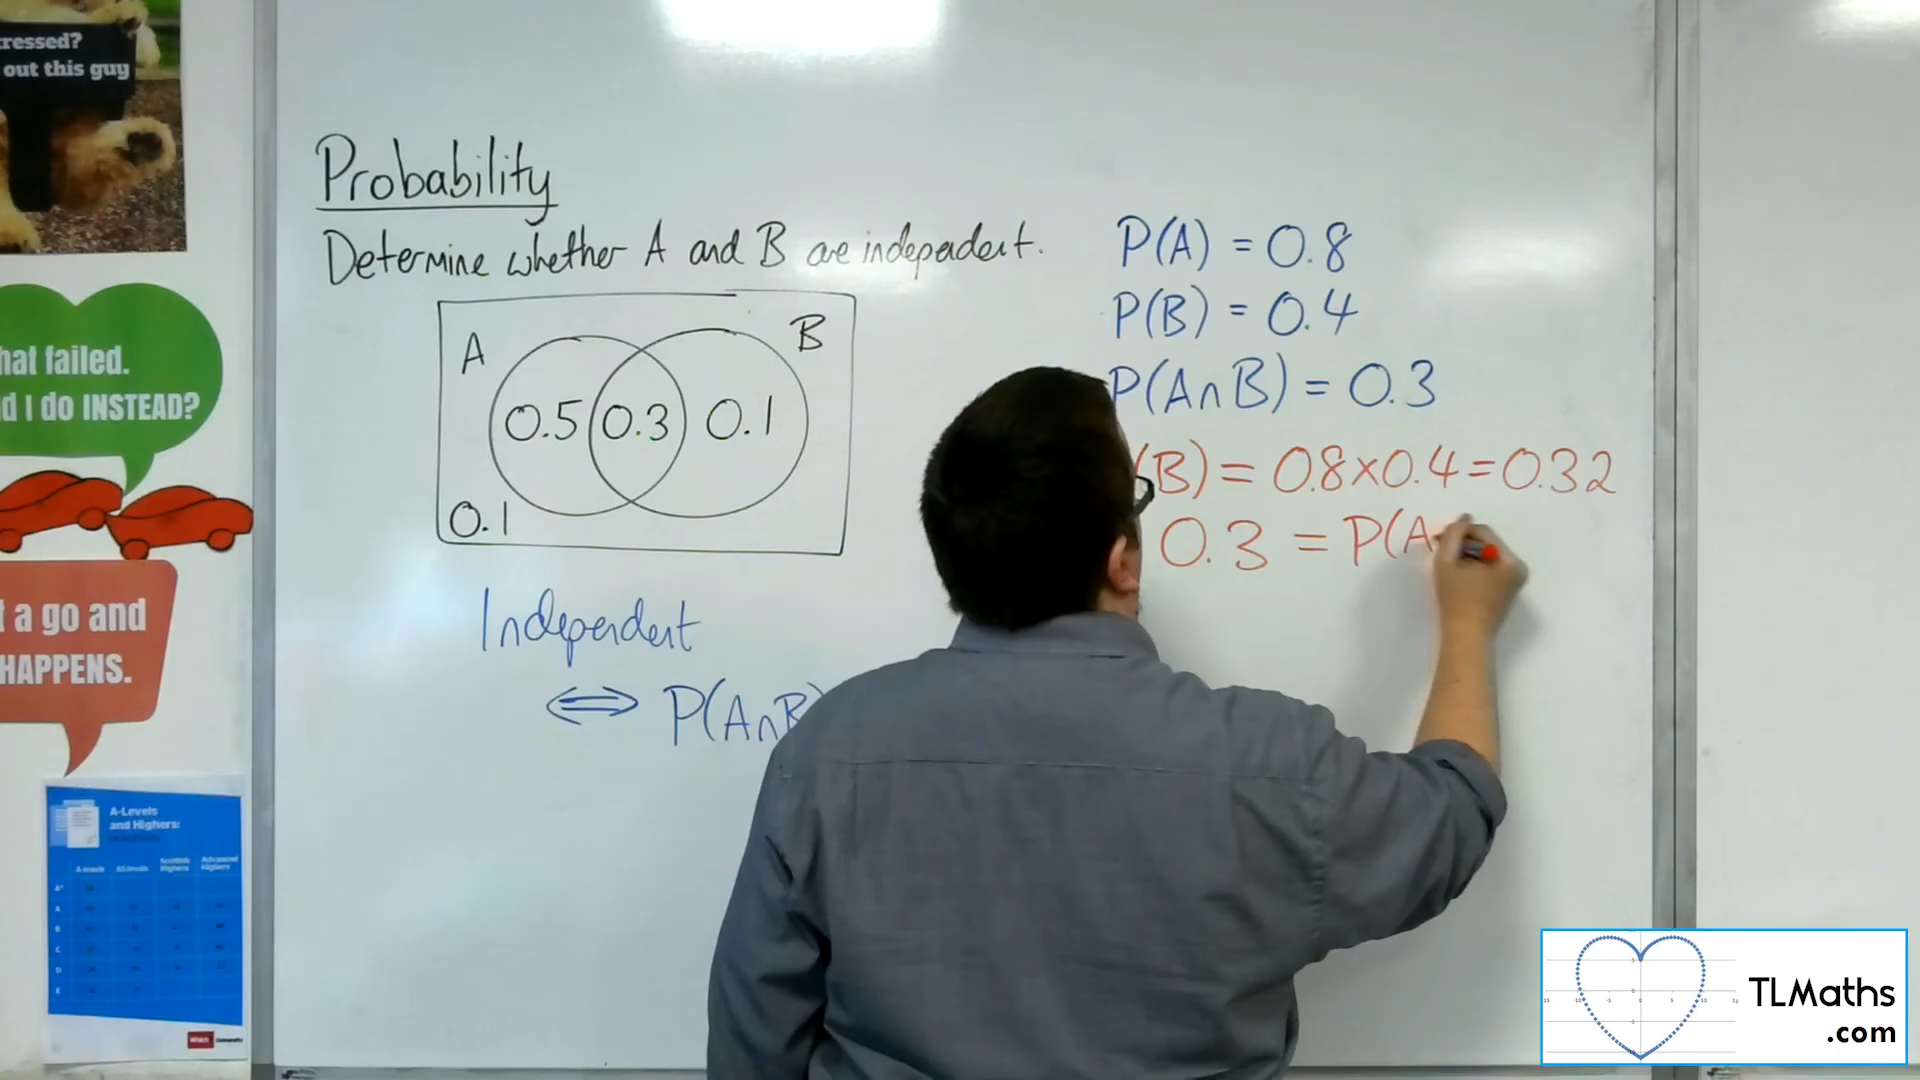 ressed?
out this guy
hat failed.
d I do INSTEAD?
t a go and
HAPPENS.
A-Levels
and Highers:
Probability
Determine whether A and B are independent.
A
B
0.5
0.3
0.1
0.1
Independent
⇔ P(A∩B)
P(A) = 0.8
P(B) = 0.4
P(A∩B) = 0.3
(B) = 0.8×0.4 = 0.32
0.3 = P(A
TLMaths
.com